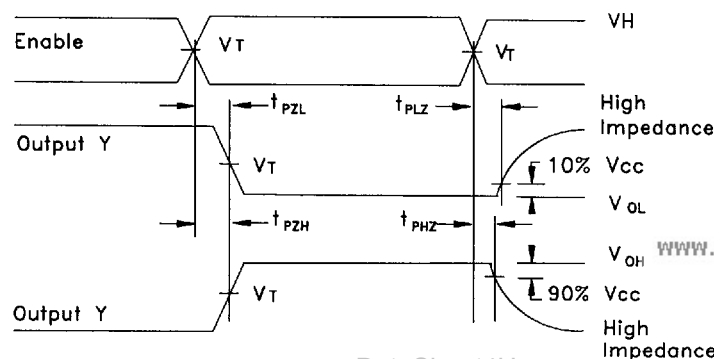 VH
Enable
VT
VT
tPZL
tPLZ
High
Impedance
Output Y
VT
10% Vcc
VOL
tPZH
tPHZ
VOH
www.
VT
90% Vcc
Output Y
High
Impedance